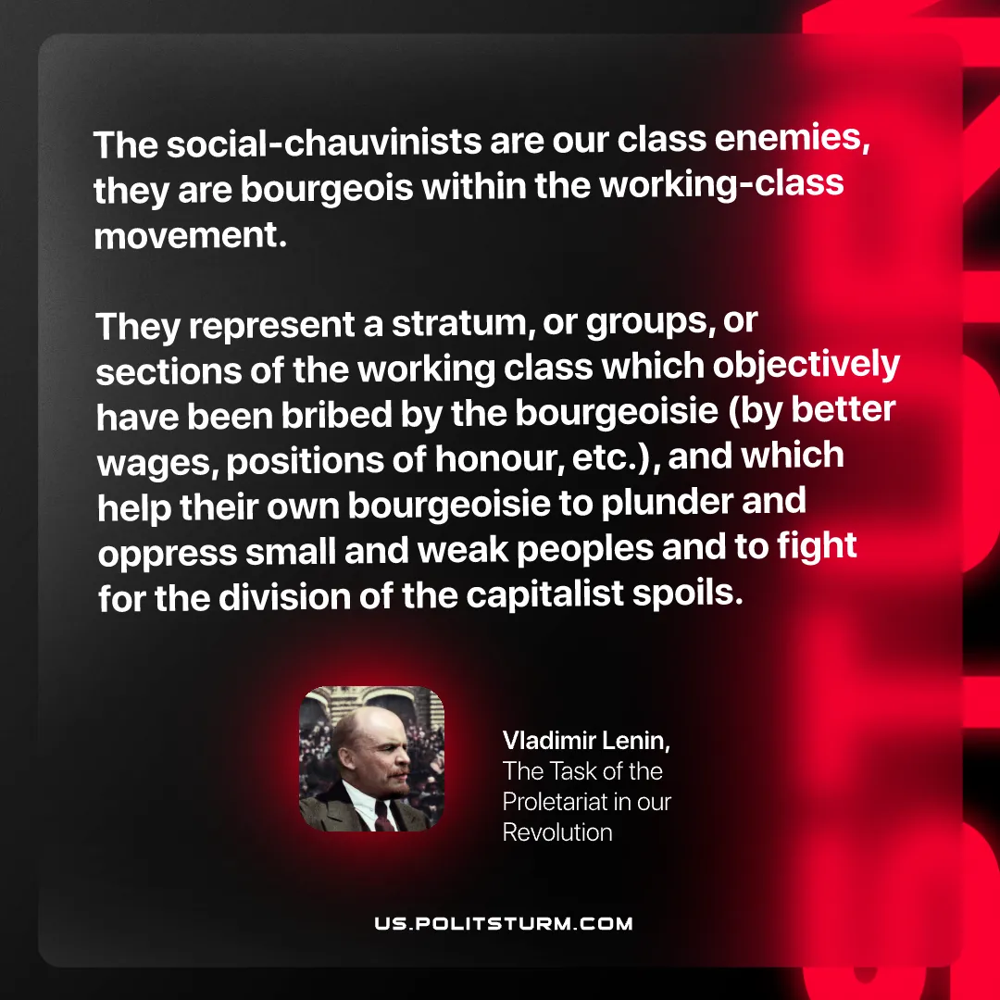 The social-chauvinists are our class enemies,
they are bourgeois within the working-class
movement.
They represent a stratum, or groups, or
sections of the working class which objectively
have been bribed by the bourgeoisie (by better
wages, positions of honour, etc.), and which
help their own bourgeoisie to plunder and
oppress small and weak peoples and to fight
for the division of the capitalist spoils.
Vladimir Lenin,
The Task of the
Proletariat in our
Revolution
US.POLITSTURM.COM